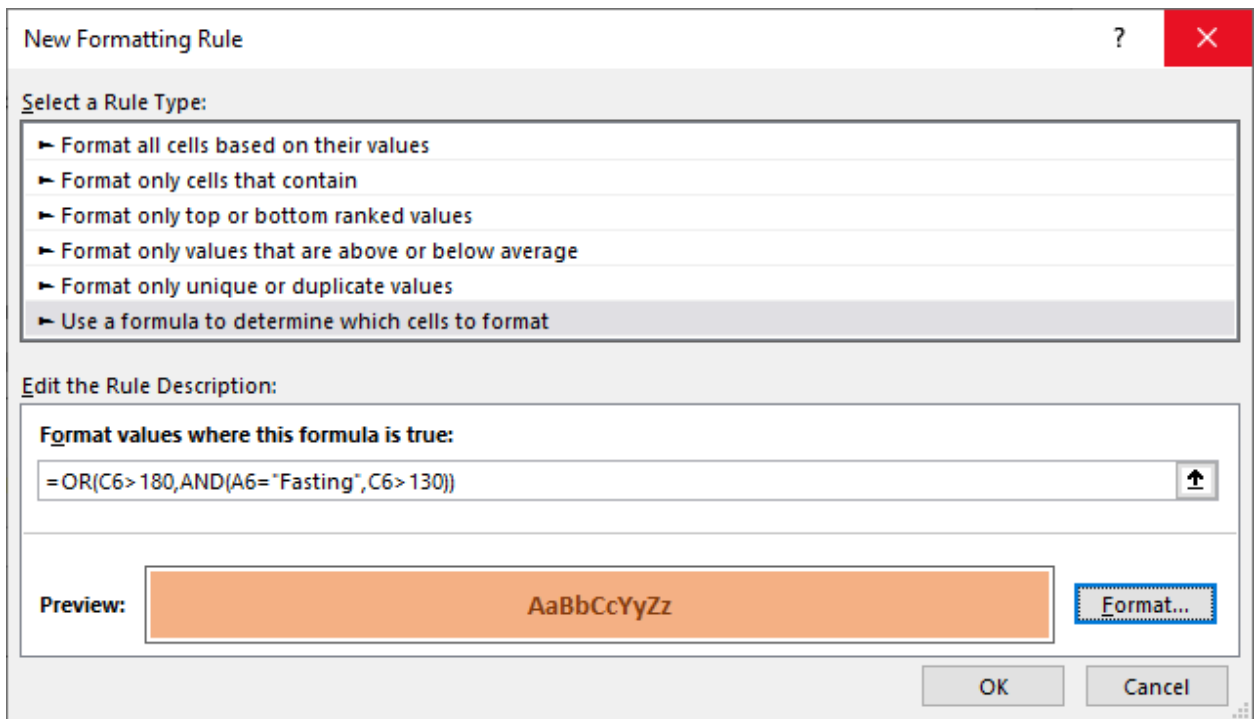 New Formatting Rule
?
Select a Rule Type:
► Format all cells based on their values
► Format only cells that contain
► Format only top or bottom ranked values
► Format only values that are above or below average
► Format only unique or duplicate values
► Use a formula to determine which cells to format
Edit the Rule Description:
Format values where this formula is true:
=OR(C6>180,AND(A6="Fasting",C6>130))
Preview: AaBbCcYyZz Format...
OK Cancel